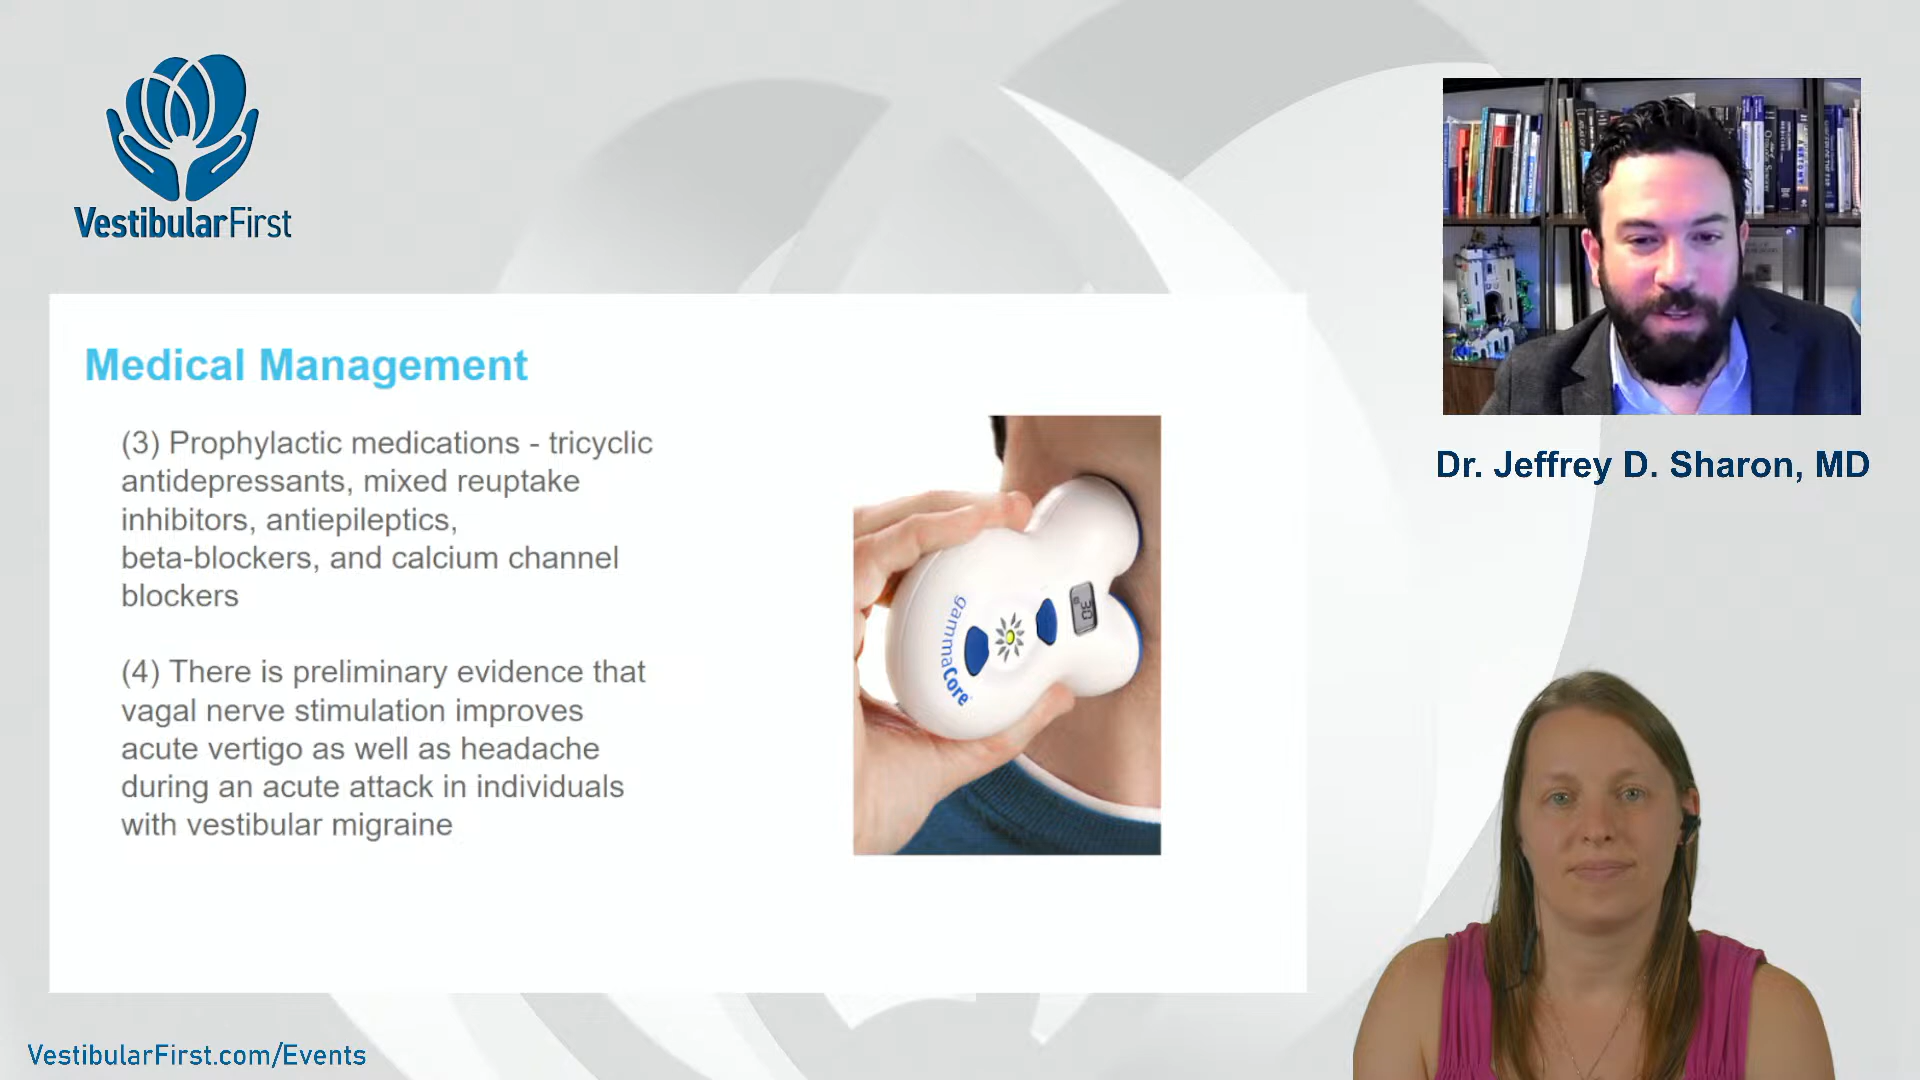 VestibularFirst
Medical Management
(3) Prophylactic medications - tricyclic
antidepressants, mixed reuptake
inhibitors, antiepileptics,
beta-blockers, and calcium channel
blockers
(4) There is preliminary evidence that
vagal nerve stimulation improves
acute vertigo as well as headache
during an acute attack in individuals
with vestibular migraine
gammaCore
30
Dr. Jeffrey D. Sharon, MD
VestibularFirst.com/Events